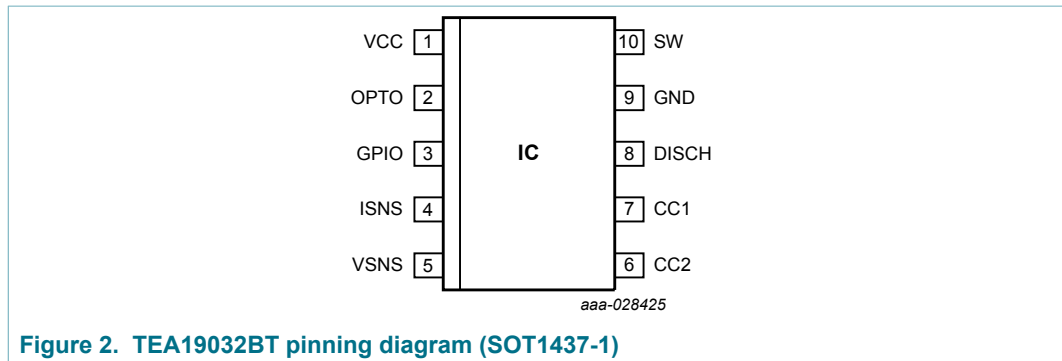 VCC 1 10 SW
OPTO 2 9 GND
GPIO 3 IC 8 DISCH
ISNS 4 7 CC1
VSNS 5 6 CC2
aaa-028425
Figure 2. TEA19032BT pinning diagram (SOT1437-1)